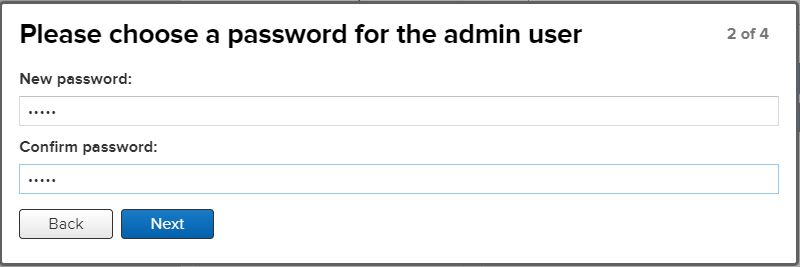 Please choose a password for the admin user
2 of 4
New password:
•••••
Confirm password:
•••••
Back Next